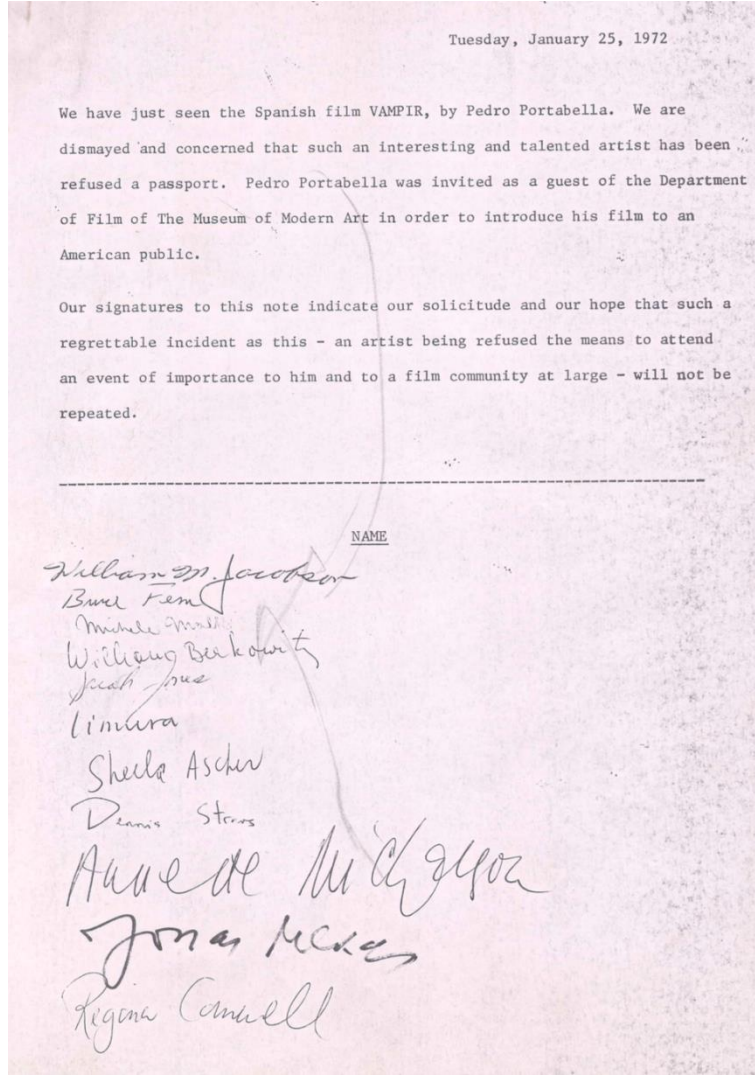 Tuesday, January 25, 1972
We have just seen the Spanish film VAMPIR, by Pedro Portabella. We are
dismayed and concerned that such an interesting and talented artist has been
refused a passport. Pedro Portabella was invited as a guest of the Department
of Film of The Museum of Modern Art in order to introduce his film to an
American public.
Our signatures to this note indicate our solicitude and our hope that such a
regrettable incident as this - an artist being refused the means to attend
an event of importance to him and to a film community at large - will not be
repeated.
NAME
William M. Jacobson
Michele
Berkowitz
Iimura
Sheila Ascher
Dennis Straus
Annette Michelson
Jonas Mekas
Regina Cornwell